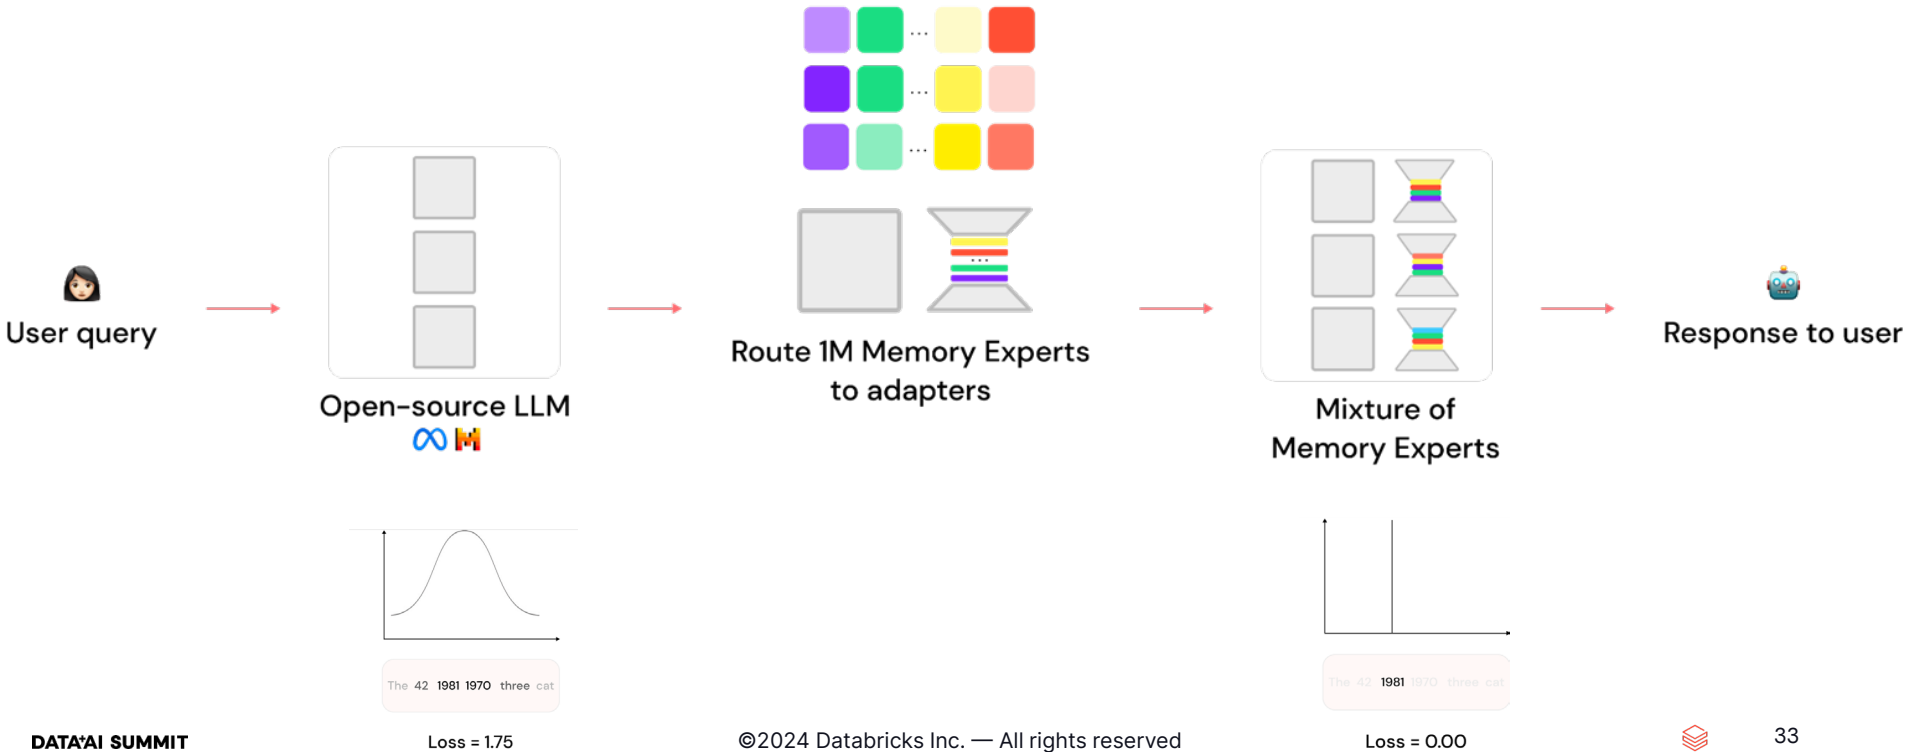 User query
Open-source LLM
...
...
...
...
Route 1M Memory Experts
to adapters
Mixture of
Memory Experts
Response to user
The 42 1981 1970 three cat
Loss = 1.75
The 42 1981 1970 three cat
Loss = 0.00
DATA+AI SUMMIT
©2024 Databricks Inc. — All rights reserved
33